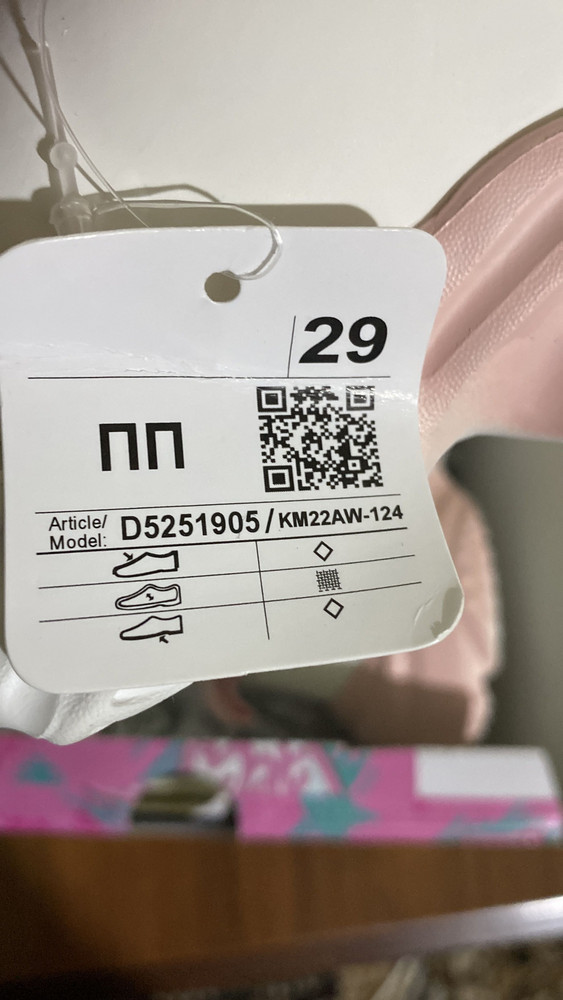 29
ПП
Article/
Model: D5251905 / KM22AW-124